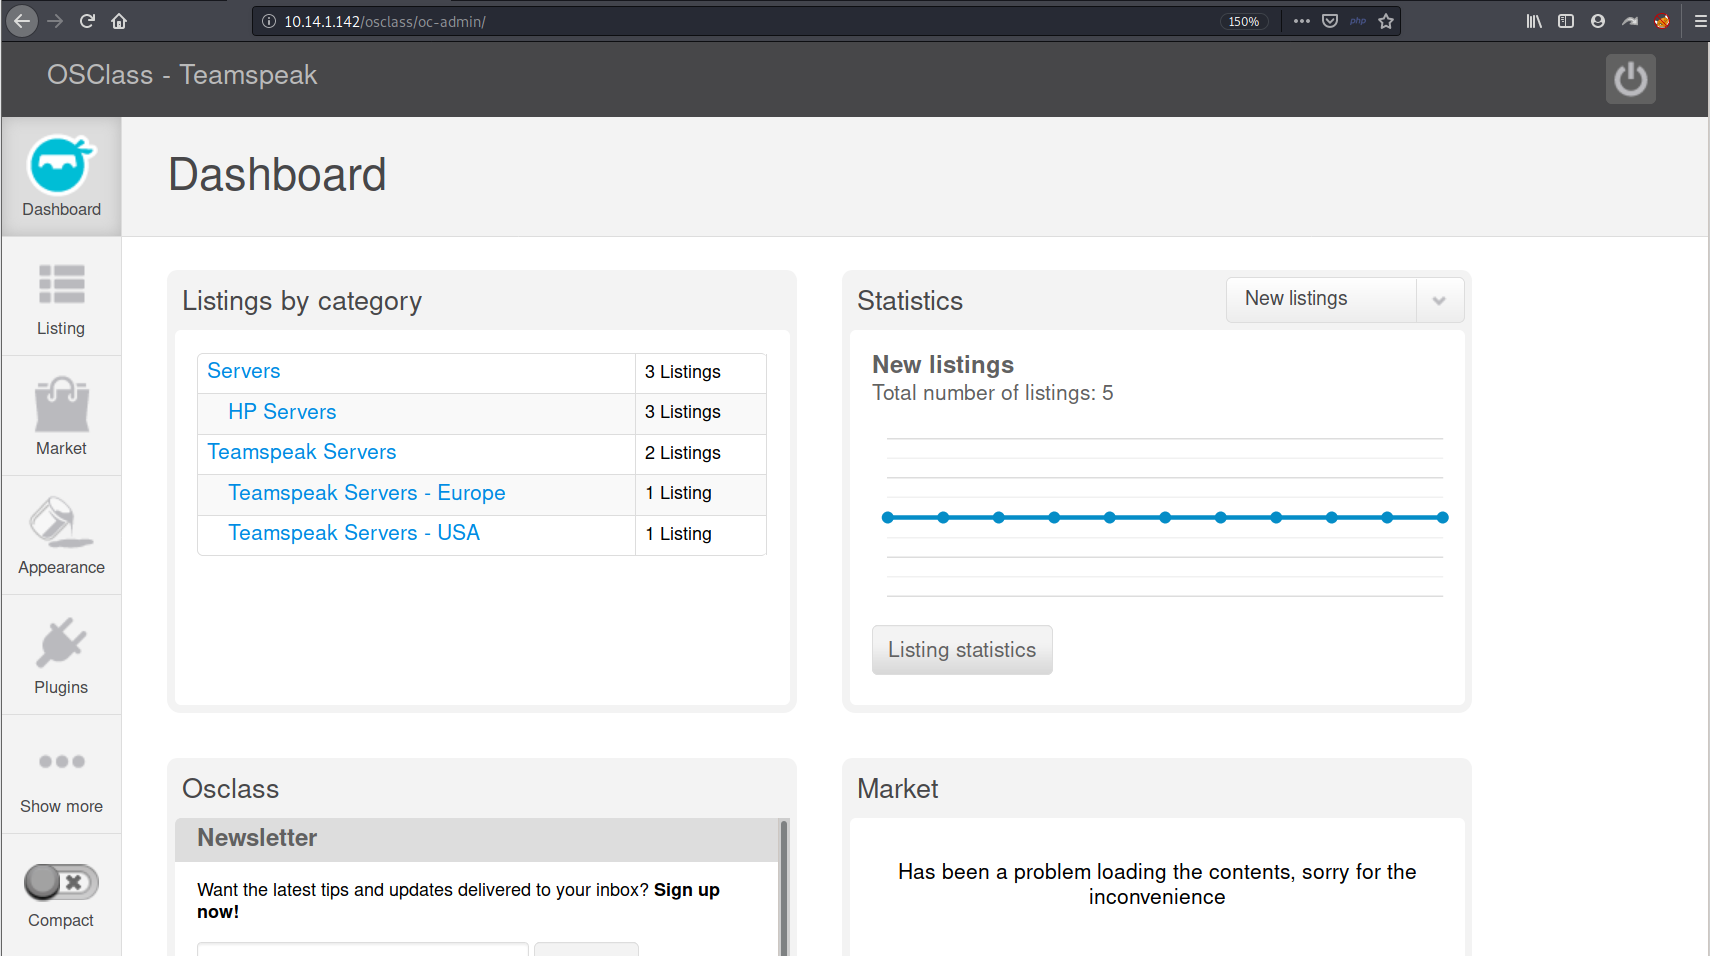 10.14.1.142/osclass/oc-admin/
150%
php
OSClass - Teamspeak
Dashboard
Dashboard
Listing
Market
Appearance
Plugins
Show more
Compact
Listings by category
Servers 3 Listings
HP Servers 3 Listings
Teamspeak Servers 2 Listings
Teamspeak Servers - Europe 1 Listing
Teamspeak Servers - USA 1 Listing
Statistics
New listings
New listings
Total number of listings: 5
Listing statistics
Osclass
Newsletter
Want the latest tips and updates delivered to your inbox? Sign up
now!
Market
Has been a problem loading the contents, sorry for the
inconvenience